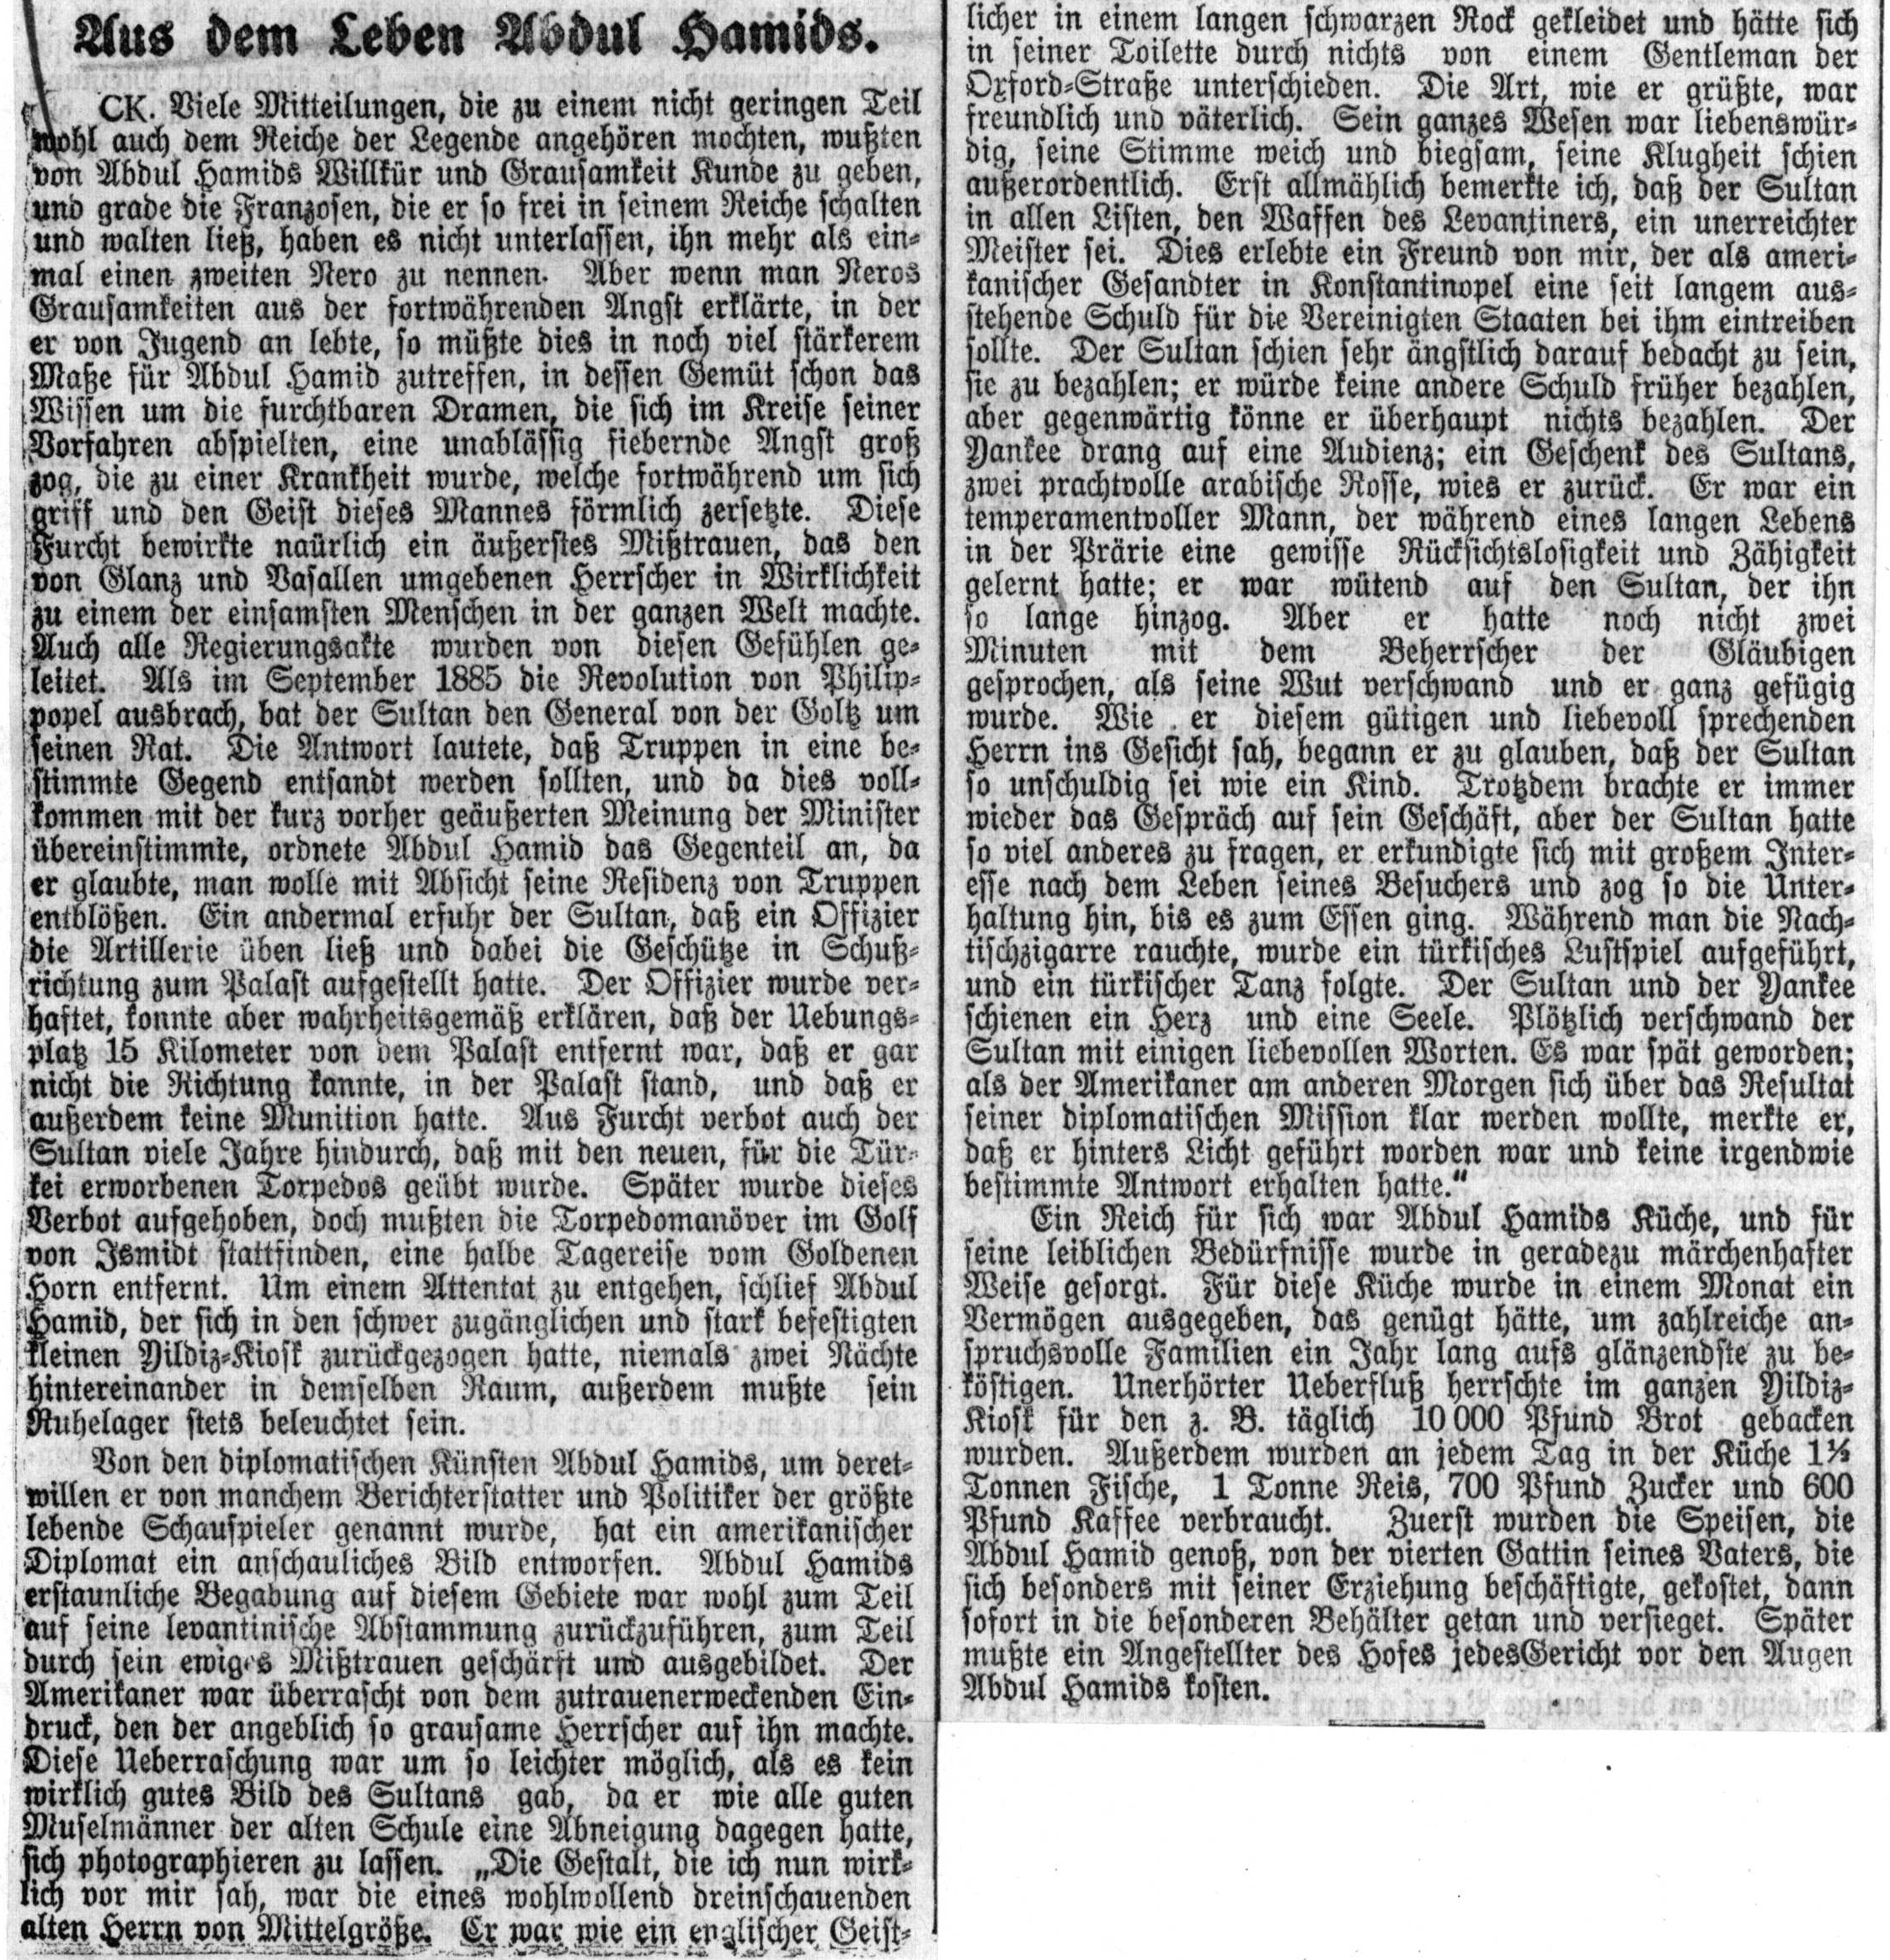 Aus dem Leben Abdul Hamids.
CK. Viele Mitteilungen, die zu einem nicht geringen Teil
wohl auch dem Reiche der Legende angehören mochten, wußten
von Abdul Hamids Willkür und Grausamkeit Kunde zu geben,
und grade die Franzosen, die er so frei in seinem Reiche schalten
und walten ließ, haben es nicht unterlassen, ihn mehr als ein-
mal einen zweiten Nero zu nennen. Aber wenn man Neros
Grausamkeiten aus der fortwährenden Angst erklärte, in der
er von Jugend an lebte, so müßte dies in noch viel stärkerem
Maße für Abdul Hamid zutreffen, in dessen Gemüt schon das
Wissen um die furchtbaren Dramen, die sich im Kreise seiner
Vorfahren abspielten, eine unablässig fiebernde Angst groß
zog, die zu einer Krankheit wurde, welche fortwährend um sich
griff und den Geist dieses Mannes förmlich zersetzte. Diese
Furcht bewirkte naürlich ein äußerstes Mißtrauen, das den
von Glanz und Vasallen umgebenen Herrscher in Wirklichkeit
zu einem der einsamsten Menschen in der ganzen Welt machte.
Auch alle Regierungsakte wurden von diesen Gefühlen ge-
leitet. Als im September 1885 die Revolution von Philip-
popel ausbrach, bat der Sultan den General von der Goltz um
seinen Rat. Die Antwort lautete, daß Truppen in eine be-
stimmte Gegend entsandt werden sollten, und da dies voll-
kommen mit der kurz vorher geäußerten Meinung der Minister
übereinstimmte, ordnete Abdul Hamid das Gegenteil an, da
er glaubte, man wolle mit Absicht seine Residenz von Truppen
entblößen. Ein andermal erfuhr der Sultan, daß ein Offizier
die Artillerie üben ließ und dabei die Geschütze in Schuß-
richtung zum Palast aufgestellt hatte. Der Offizier wurde ver-
haftet, konnte aber wahrheitsgemäß erklären, daß der Uebungs-
platz 15 Kilometer von dem Palast entfernt war, daß er gar
nicht die Richtung kannte, in der Palast stand, und daß er
außerdem keine Munition hatte. Aus Furcht verbot auch der
Sultan viele Jahre hindurch, daß mit den neuen, für die Tür-
kei erworbenen Torpedos geübt wurde. Später wurde dieses
Verbot aufgehoben, doch mußten die Torpedomanöver im Golf
von Ismidt stattfinden, eine halbe Tagereise vom Goldenen
Horn entfernt. Um einem Attentat zu entgehen, schlief Abdul
Hamid, der sich in den schwer zugänglichen und stark befestigten
kleinen Yildiz-Kiosk zurückgezogen hatte, niemals zwei Nächte
hintereinander in demselben Raum, außerdem mußte sein
Ruhelager stets beleuchtet sein.
Von den diplomatischen Künsten Abdul Hamids, um deret-
willen er von manchem Berichterstatter und Politiker der größte
lebende Schauspieler genannt wurde, hat ein amerikanischer
Diplomat ein anschauliches Bild entworfen. Abdul Hamids
erstaunliche Begabung auf diesem Gebiete war wohl zum Teil
auf seine levantinische Abstammung zurückzuführen, zum Teil
durch sein ewiges Mißtrauen geschärft und ausgebildet. Der
Amerikaner war überrascht von dem zutrauenerweckenden Ein-
druck, den der angeblich so grausame Herrscher auf ihn machte.
Diese Ueberraschung war um so leichter möglich, als es kein
wirklich gutes Bild des Sultans gab, da er wie alle guten
Muselmänner der alten Schule eine Abneigung dagegen hatte,
sich photographieren zu lassen. „Die Gestalt, die ich nun wirk-
lich vor mir sah, war die eines wohlwollend dreinschauenden
alten Herrn von Mittelgröße. Er war wie ein englischer Geist-
licher in einem langen schwarzen Rock gekleidet und hätte sich
in seiner Toilette durch nichts von einem Gentleman der
Oxford-Straße unterschieden. Die Art, wie er grüßte, war
freundlich und väterlich. Sein ganzes Wesen war liebenswür-
dig, seine Stimme weich und biegsam, seine Klugheit schien
außerordentlich. Erst allmählich bemerkte ich, daß der Sultan
in allen Listen, den Waffen des Levantiners, ein unerreichter
Meister sei. Dies erlebte ein Freund von mir, der als ameri-
kanischer Gesandter in Konstantinopel eine seit langem aus-
stehende Schuld für die Vereinigten Staaten bei ihm eintreiben
sollte. Der Sultan schien sehr ängstlich darauf bedacht zu sein,
sie zu bezahlen; er würde keine andere Schuld früher bezahlen,
aber gegenwärtig könne er überhaupt nichts bezahlen. Der
Yankee drang auf eine Audienz; ein Geschenk des Sultans,
zwei prachtvolle arabische Rosse, wies er zurück. Er war ein
temperamentvoller Mann, der während eines langen Lebens
in der Prärie eine gewisse Rücksichtslosigkeit und Zähigkeit
gelernt hatte; er war wütend auf den Sultan, der ihn
so lange hinzog. Aber er hatte noch nicht zwei
Minuten mit dem Beherrscher der Gläubigen
gesprochen, als seine Wut verschwand und er ganz gefügig
wurde. Wie er diesem gütigen und liebevoll sprechenden
Herrn ins Gesicht sah, begann er zu glauben, daß der Sultan
so unschuldig sei wie ein Kind. Trotzdem brachte er immer
wieder das Gespräch auf sein Geschäft, aber der Sultan hatte
so viel anderes zu fragen, er erkundigte sich mit großem Inter-
esse nach dem Leben seines Besuchers und zog so die Unter-
haltung hin, bis es zum Essen ging. Während man die Nach-
tischzigarre rauchte, wurde ein türkisches Lustspiel aufgeführt,
und ein türkischer Tanz folgte. Der Sultan und der Yankee
schienen ein Herz und eine Seele. Plötzlich verschwand der
Sultan mit einigen liebevollen Worten. Es war spät geworden;
als der Amerikaner am anderen Morgen sich über das Resultat
seiner diplomatischen Mission klar werden wollte, merkte er,
daß er hinters Licht geführt worden war und keine irgendwie
bestimmte Antwort erhalten hatte.“
Ein Reich für sich war Abdul Hamids Küche, und für
seine leiblichen Bedürfnisse wurde in geradezu märchenhafter
Weise gesorgt. Für diese Küche wurde in einem Monat ein
Vermögen ausgegeben, das genügt hätte, um zahlreiche an-
spruchsvolle Familien ein Jahr lang aufs glänzendste zu be-
köstigen. Unerhörter Ueberfluß herrschte im ganzen Yildiz-
Kiosk für den z. B. täglich 10 000 Pfund Brot gebacken
wurden. Außerdem wurden an jedem Tag in der Küche 1½
Tonnen Fische, 1 Tonne Reis, 700 Pfund Zucker und 600
Pfund Kaffee verbraucht. Zuerst wurden die Speisen, die
Abdul Hamid genoß, von der vierten Gattin seines Vaters, die
sich besonders mit seiner Erziehung beschäftigte, gekostet, dann
sofort in die besonderen Behälter getan und versieget. Später
mußte ein Angestellter des Hofes jedesGericht vor den Augen
Abdul Hamids kosten.